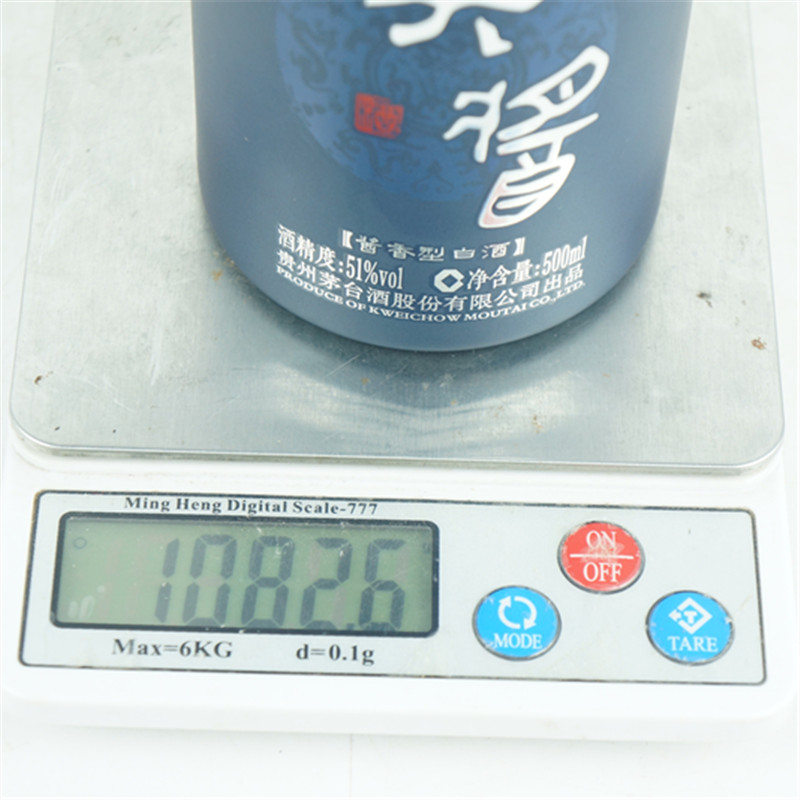 【酱香型白酒】
酒精度:51%vol 净含量:500ml
贵州茅台酒股份有限公司出品
PRODUCE OF KWEICHOW MOUTAI CO.,LTD.
Ming Heng Digital Scale-777
1082.6
Max=6KG d=0.1g
ON
OFF
MODE
T
TARE